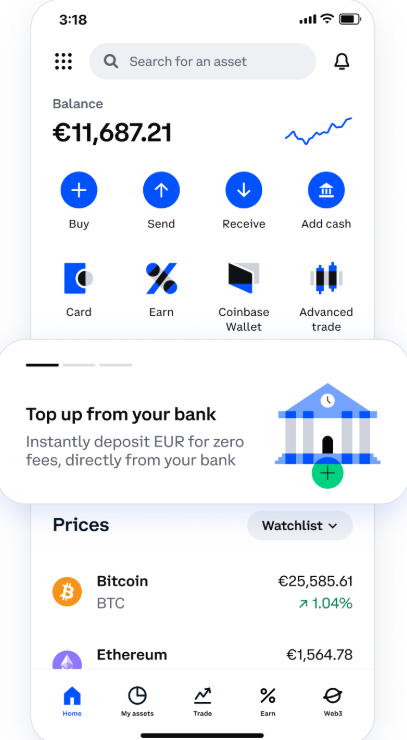 3:18
Search for an asset
Balance
€11,687.21
Buy
Send
Receive
Add cash
Card
Earn
Coinbase
Wallet
Advanced
trade
Top up from your bank
Instantly deposit EUR for zero
fees, directly from your bank
Prices
Watchlist
Bitcoin
€25,585.61
BTC
1.04%
Ethereum
€1,564.78
Home
My assets
Trade
Earn
Web3